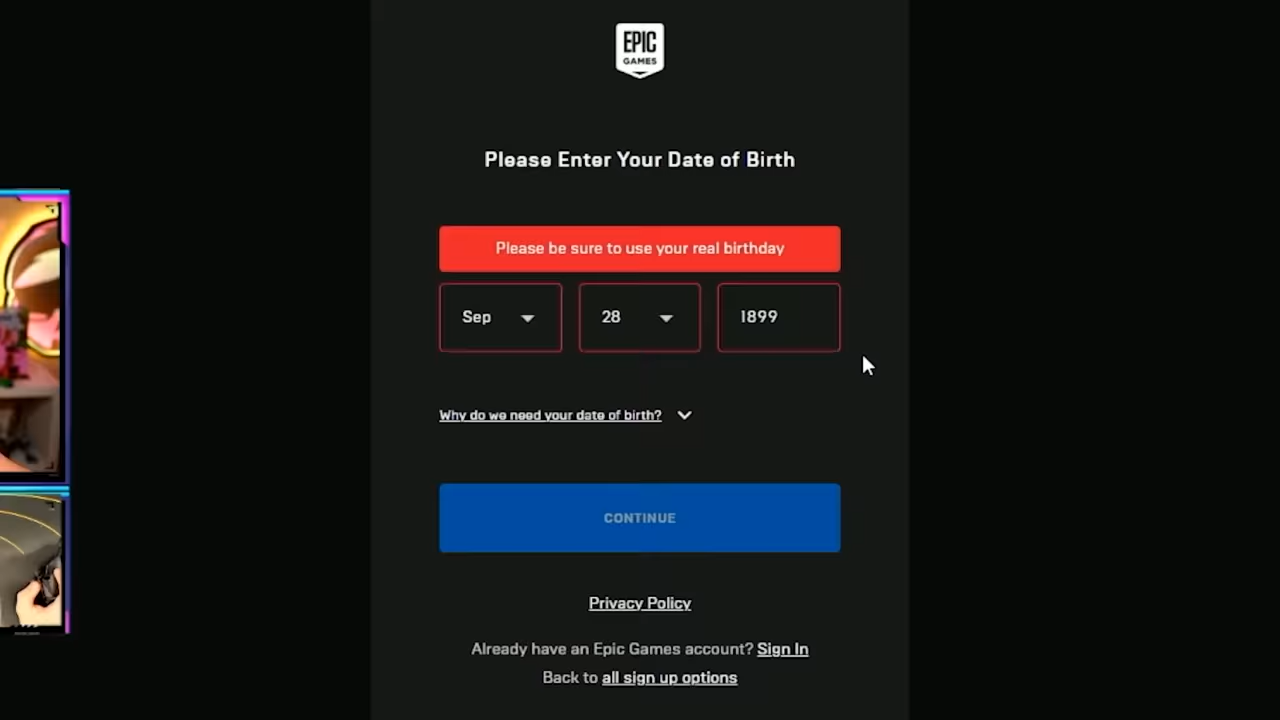 EPIC
GAMES
Please Enter Your Date of Birth
Please be sure to use your real birthday
Sep 28 1899
Why do we need your date of birth?
CONTINUE
Privacy Policy
Already have an Epic Games account? Sign In
Back to all sign up options